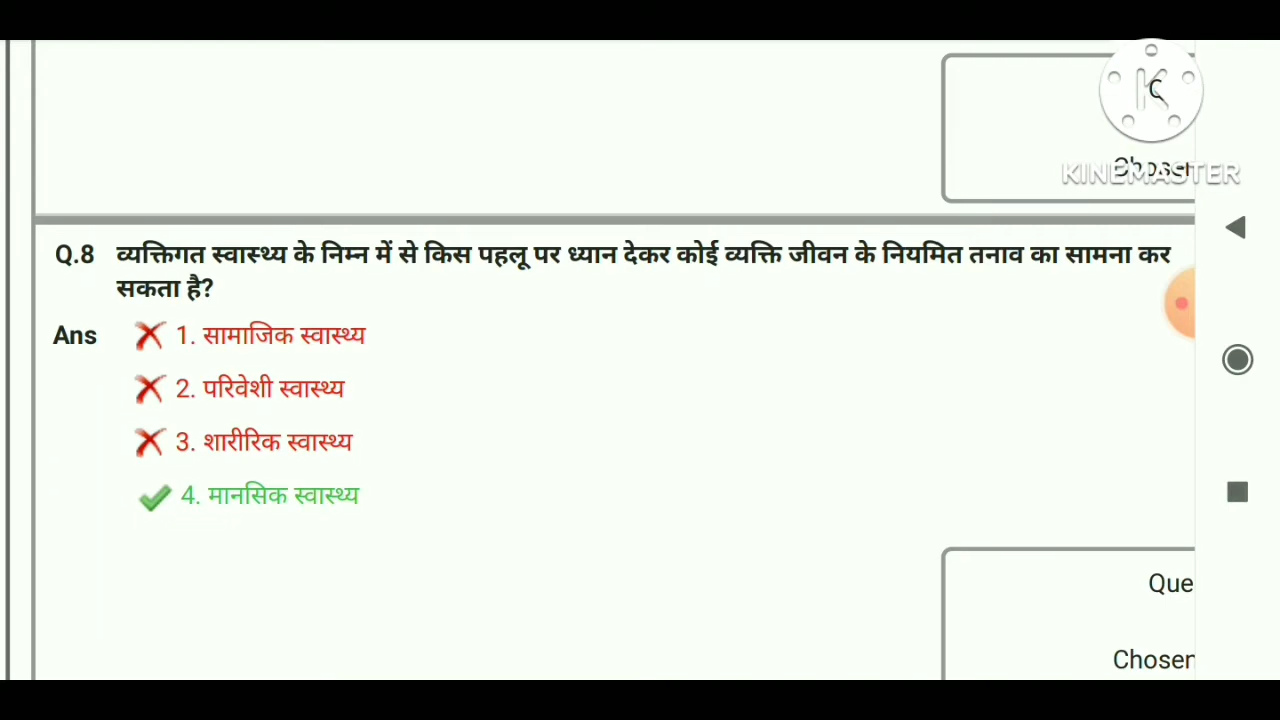 Chosen
KINEMASTER
Q.8 व्यक्तिगत स्वास्थ्य के निम्न में से किस पहलू पर ध्यान देकर कोई व्यक्ति जीवन के नियमित तनाव का सामना कर
सकता है?
Ans 1. सामाजिक स्वास्थ्य
2. परिवेशी स्वास्थ्य
3. शारीरिक स्वास्थ्य
4. मानसिक स्वास्थ्य
Que
Chosen